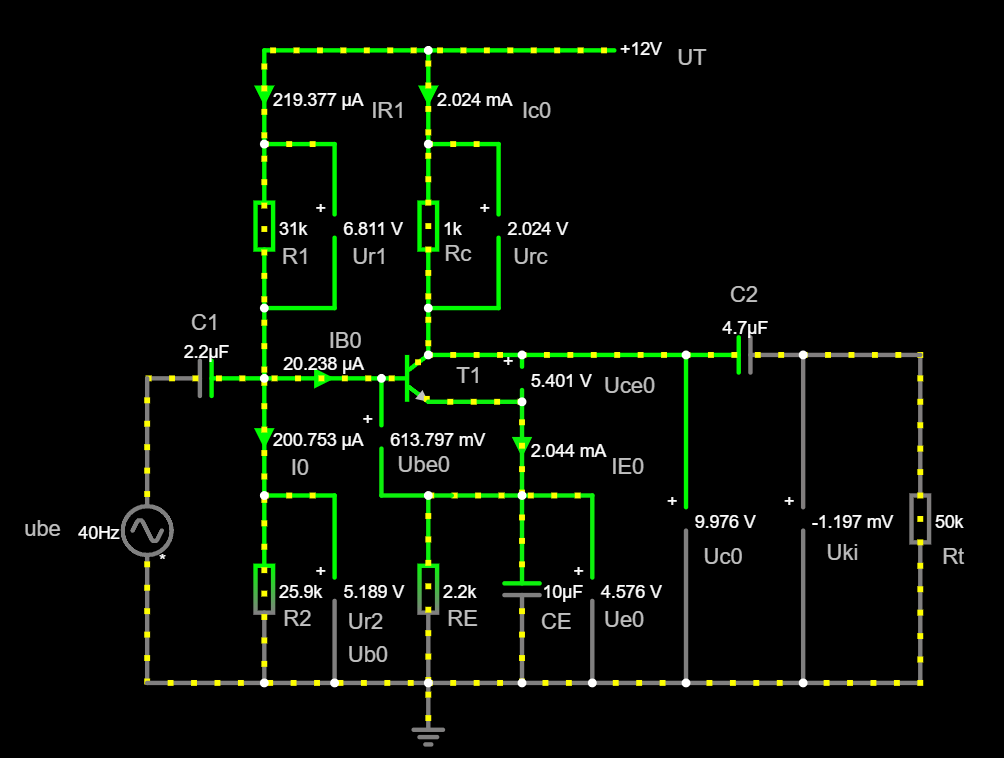 +12V UT
219.377 μA IR1
2.024 mA Ic0
+
31k
R1
6.811 V
Ur1
+
1k
Rc
2.024 V
Urc
C1
2.2μF
IB0
20.238 μA
T1
+
5.401 V Uce0
C2
4.7μF
200.753 μA
I0
+
613.797 mV
Ube0
2.044 mA IE0
ube 40Hz
*
+
25.9k
R2
5.189 V
Ur2
Ub0
2.2k
RE
10μF
CE
+
4.576 V
Ue0
+
9.976 V
Uc0
+
-1.197 mV
Uki
50k
Rt